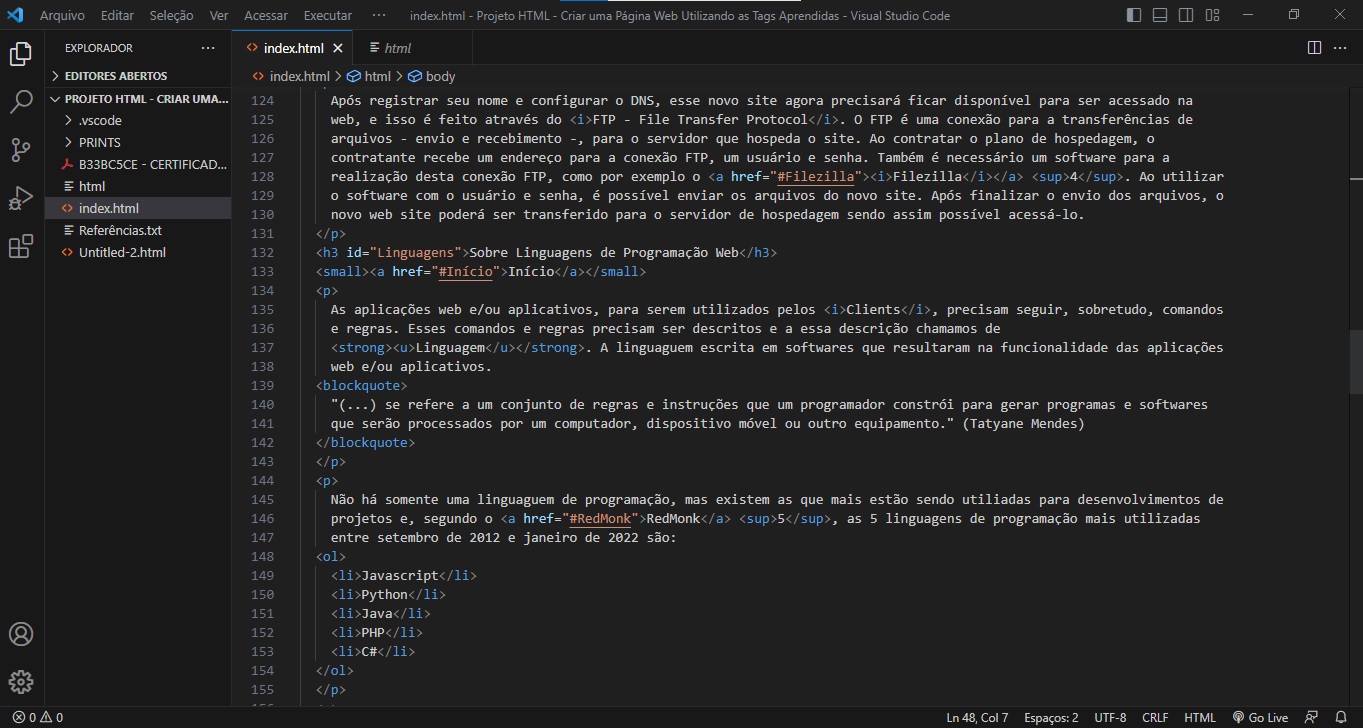 Arquivo Editar Seleção Ver Acessar Executar ··· index.html - Projeto HTML - Criar uma Página Web Utilizando as Tags Aprendidas - Visual Studio Code
EXPLORADOR ···
EDITORES ABERTOS
PROJETO HTML - CRIAR UMA...
.vscode
PRINTS
B33BC5CE - CERTIFICAD...
html
index.html
Referências.txt
Untitled-2.html
index.html html
index.html > html > body
124 Após registrar seu nome e configurar o DNS, esse novo site agora precisará ficar disponível para ser acessado na
125 web, e isso é feito através do <i>FTP - File Transfer Protocol</i>. O FTP é uma conexão para a transferências de
126 arquivos - envio e recebimento -, para o servidor que hospeda o site. Ao contratar o plano de hospedagem, o
127 contratante recebe um endereço para a conexão FTP, um usuário e senha. Também é necessário um software para a
128 realização desta conexão FTP, como por exemplo o <a href="#Filezilla"><i>Filezilla</i></a> <sup>4</sup>. Ao utilizar
129 o software com o usuário e senha, é possível enviar os arquivos do novo site. Após finalizar o envio dos arquivos, o
130 novo web site poderá ser transferido para o servidor de hospedagem sendo assim possível acessá-lo.
131 </p>
132 <h3 id="Linguagens">Sobre Linguagens de Programação Web</h3>
133 <small><a href="#Início">Início</a></small>
134 <p>
135 As aplicações web e/ou aplicativos, para serem utilizados pelos <i>Clients</i>, precisam seguir, sobretudo, comandos
136 e regras. Esses comandos e regras precisam ser descritos e a essa descrição chamamos de
137 <strong><u>Linguagem</u></strong>. A linguaguem escrita em softwares que resultaram na funcionalidade das aplicações
138 web e/ou aplicativos.
139 <blockquote>
140 "(...) se refere a um conjunto de regras e instruções que um programador constrói para gerar programas e softwares
141 que serão processados por um computador, dispositivo móvel ou outro equipamento." (Tatyane Mendes)
142 </blockquote>
143 </p>
144 <p>
145 Não há somente uma linguaguem de programação, mas existem as que mais estão sendo utiliadas para desenvolvimentos de
146 projetos e, segundo o <a href="#RedMonk">RedMonk</a> <sup>5</sup>, as 5 linguagens de programação mais utilizadas
147 entre setembro de 2012 e janeiro de 2022 são:
148 <ol>
149 <li>Javascript</li>
150 <li>Python</li>
151 <li>Java</li>
152 <li>PHP</li>
153 <li>C#</li>
154 </ol>
155 </p>
0 0 Ln 48, Col 7 Espaços: 2 UTF-8 CRLF HTML Go Live